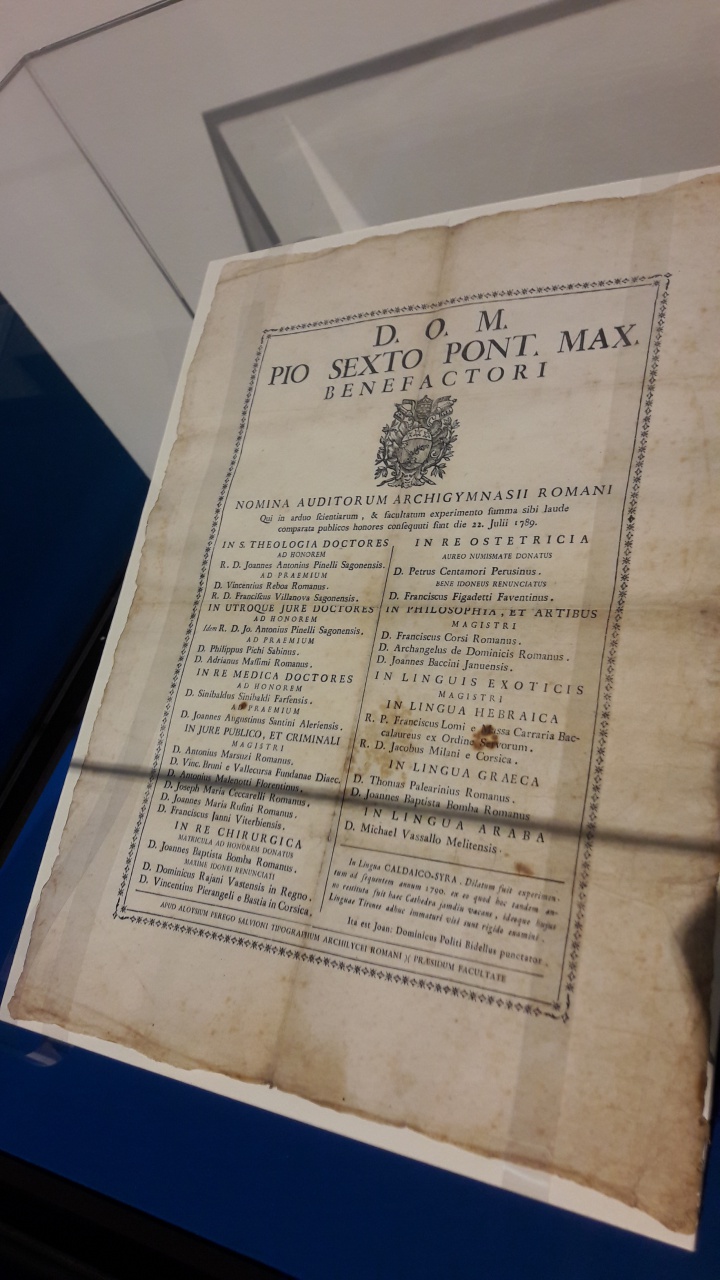 D. O. M.
PIO SEXTO PONT. MAX.
BENEFACTORI
NOMINA AUDITORUM ARCHIGYMNASII ROMANI
Qui in arduo scientiarum, & facultatum experimento summa sibi laude
comparata publicos honores consequuti sunt die 22. Julii 1789.
IN S. THEOLOGIA DOCTORES
AD HONOREM
R. D. Joannes Antonius Pinelli Sagonensis.
AD PRAEMIUM
D. Vincentius Reboa Romanus.
R. D. Franciscus Villanova Sagonensis.
IN UTROQUE JURE DOCTORES
AD HONOREM
Idem R. D. Jo. Antonius Pinelli Sagonensis.
AD PRAEMIUM
D. Philippus Pichi Sabinus.
D. Adrianus Massimi Romanus.
IN RE MEDICA DOCTORES
AD HONOREM
D. Sinibaldus Sinibaldi Farfensis.
AD PRAEMIUM
D. Joannes Augustinus Santini Aleriensis.
IN JURE PUBLICO, ET CRIMINALI
MAGISTRI
D. Antonius Marsuzi Romanus.
D. Vinc. Bruni e Vallecursa Fundanae Diaec.
D. Antonius Malenotti Florentinus.
D. Joseph Maria Ceccarelli Romanus.
D. Joannes Maria Rufini Romanus.
D. Franciscus Janni Viterbiensis.
IN RE CHIRURGICA
MATRICULA AD HONOREM DONATUS
D. Joannes Baptista Bomba Romanus.
MAXIME IDONEI RENUNCIATI
D. Dominicus Rajani Vastensis in Regno.
D. Vincentius Pierangeli e Bastia in Corsica.
IN RE OSTETRICIA
AUREO NUMISMATE DONATUS
D. Petrus Centamori Perusinus.
BENE IDONEUS RENUNCIATUS
D. Franciscus Figadetti Faventinus.
IN PHILOSOPHIA, ET ARTIBUS
MAGISTRI
D. Franciscus Corsi Romanus.
D. Archangelus de Dominicis Romanus.
D. Joannes Baccini Januensis.
IN LINGUIS EXOTICIS
MAGISTRI
IN LINGUA HEBRAICA
R. P. Franciscus Lomi e Massa Carraria Bac-
calaureus ex Ordine
R. D. Jacobus Milani e Corsica.
IN LINGUA GRAECA
D. Thomas Palearinius Romanus.
D. Joannes Baptista Bomba Romanus
IN LINGUA ARABA
D. Michael Vassallo Melitensis.
In Lingua CALDAICO-SYRA, Dilatum fuit experimen-
tum ad sequentem annum 1790. ex eo quod hoc tandem an-
no restituta fuit haec Cathedra jamdiu vacans, ideoque hujus
Linguae Tirones adhuc immaturi visi sunt rigido examini.
Ita est Joan: Dominicus Politi Bidellus punctator.
APUD ALOYSIUM PEREGO SALVIONI TIPOGRAPHUM ARCHILYCEI ROMANI )( PRÆSIDUM FACULTATE